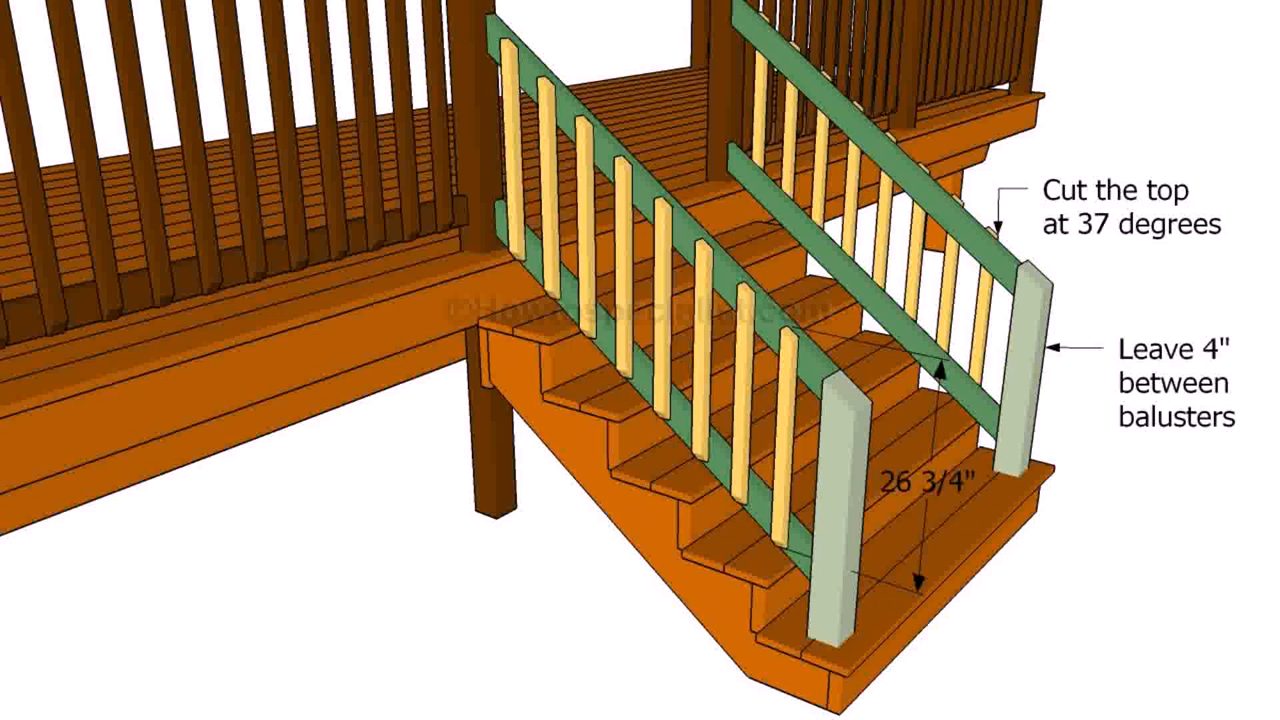 Cut the top
at 37 degrees
Leave 4"
between
balusters
26 3/4"